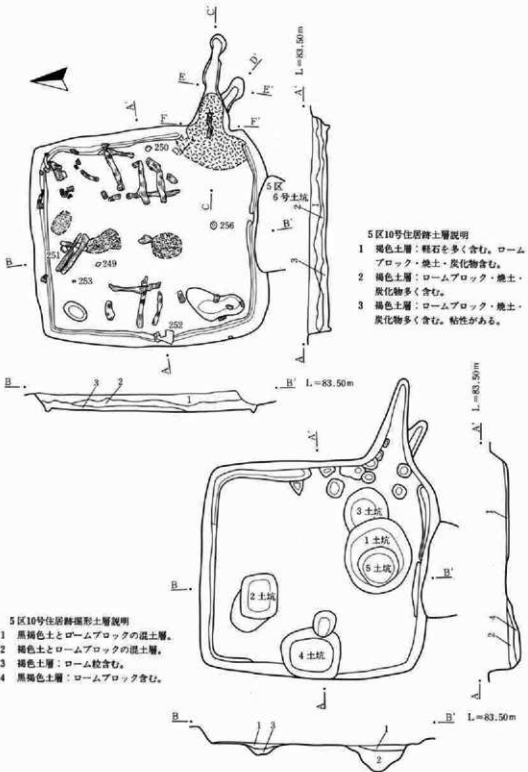 C'
A' L=83.50m
E
D'
E'
A'
F
F'
250
C
5区
6号土坑
2
1
256
B'
251
249
B
253
3
252
A
A
5区10号住居跡土層説明
1 褐色土層：軽石を多く含む。ローム
ブロック・焼土・炭化物含む。
2 褐色土層：ロームブロック・焼土・
炭化物多く含む。
3 褐色土層：ロームブロック・焼土・
炭化物多く含む。粘性がある。
B
B' L=83.50m
3 2
1
A' L=83.50m
A'
3土坑
1土坑
5土坑
B
B'
2土坑
4土坑
A
A
4
2
5区10号住居跡掘形土層説明
1 黒褐色土とロームブロックの混土層。
2 褐色土とロームブロックの混土層。
3 褐色土層：ローム粒含む。
4 黒褐色土層：ロームブロック含む。
B
B' L=83.50m
1 3
2
1
2